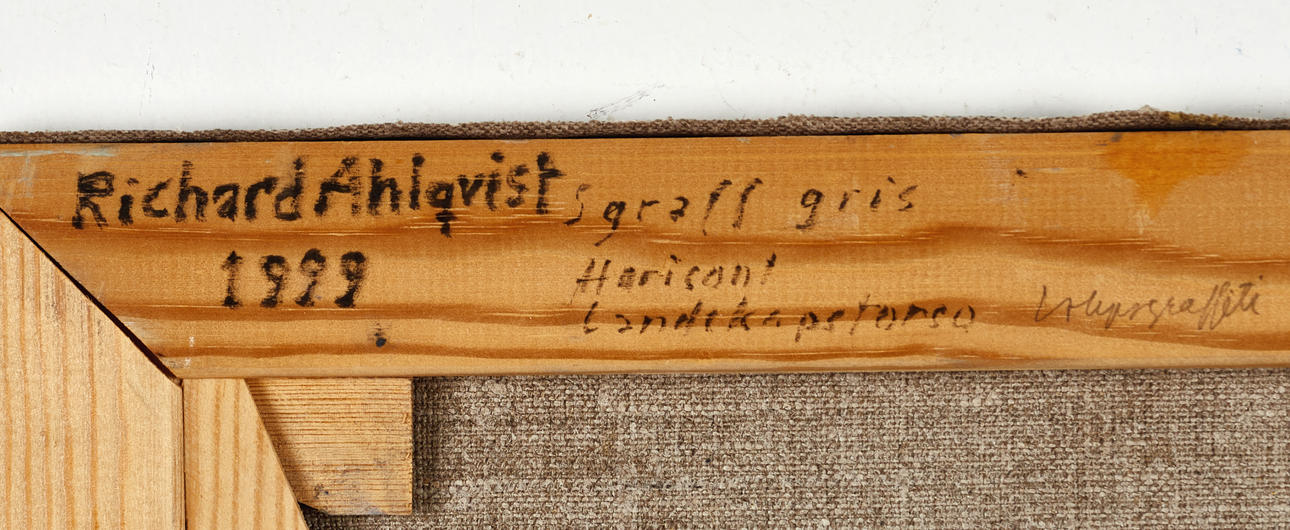 Richard Ahlqvist
1999
Sgraff gris
Horisont
Landskapstorso